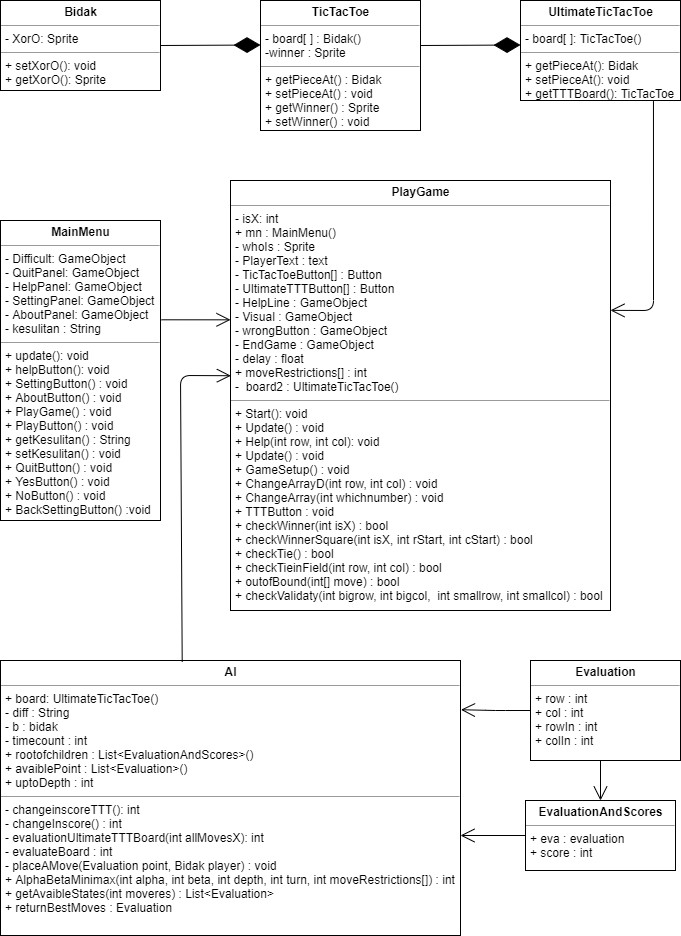 Bidak
- XorO: Sprite
+ setXorO(): void
+ getXorO(): Sprite
TicTacToe
- board[ ] : Bidak()
-winner : Sprite
+ getPieceAt() : Bidak
+ setPieceAt() : void
+ getWinner() : Sprite
+ setWinner() : void
UltimateTicTacToe
- board[ ]: TicTacToe()
+ getPieceAt(): Bidak
+ setPieceAt(): void
+ getTTTBoard(): TicTacToe
MainMenu
- Difficult: GameObject
- QuitPanel: GameObject
- HelpPanel: GameObject
- SettingPanel: GameObject
- AboutPanel: GameObject
- kesulitan : String
+ update(): void
+ helpButton(): void
+ SettingButton() : void
+ AboutButton() : void
+ PlayGame() : void
+ PlayButton() : void
+ getKesulitan() : String
+ setKesulitan() : void
+ QuitButton() : void
+ YesButton() : void
+ NoButton() : void
+ BackSettingButton() :void
PlayGame
- isX: int
+ mn : MainMenu()
- whoIs : Sprite
- PlayerText : text
- TicTacToeButton[] : Button
- UltimateTTTButton[] : Button
- HelpLine : GameObject
- Visual : GameObject
- wrongButton : GameObject
- EndGame : GameObject
- delay : float
+ moveRestrictions[] : int
- board2 : UltimateTicTacToe()
+ Start(): void
+ Update() : void
+ Help(int row, int col): void
+ Update() : void
+ GameSetup() : void
+ ChangeArrayD(int row, int col) : void
+ ChangeArray(int whichnumber) : void
+ TTTButton : void
+ checkWinner(int isX) : bool
+ checkWinnerSquare(int isX, int rStart, int cStart) : bool
+ checkTie() : bool
+ checkTieinField(int row, int col) : bool
+ outofBound(int[] move) : bool
+ checkValidaty(int bigrow, int bigcol, int smallrow, int smallcol) : bool
AI
+ board: UltimateTicTacToe()
- diff : String
- b : bidak
- timecount : int
+ rootofchildren : List<EvaluationAndScores>()
+ avaiblePoint : List<Evaluation>()
+ uptoDepth : int
- changeinscoreTTT(): int
- changeInscore() : int
- evaluationUltimateTTTBoard(int allMovesX): int
- evaluateBoard : int
- placeAMove(Evaluation point, Bidak player) : void
+ AlphaBetaMinimax(int alpha, int beta, int depth, int turn, int moveRestrictions[]) : int
+ getAvaibleStates(int moveres) : List<Evaluation>
+ returnBestMoves : Evaluation
Evaluation
+ row : int
+ col : int
+ rowIn : int
+ colIn : int
EvaluationAndScores
+ eva : evaluation
+ score : int